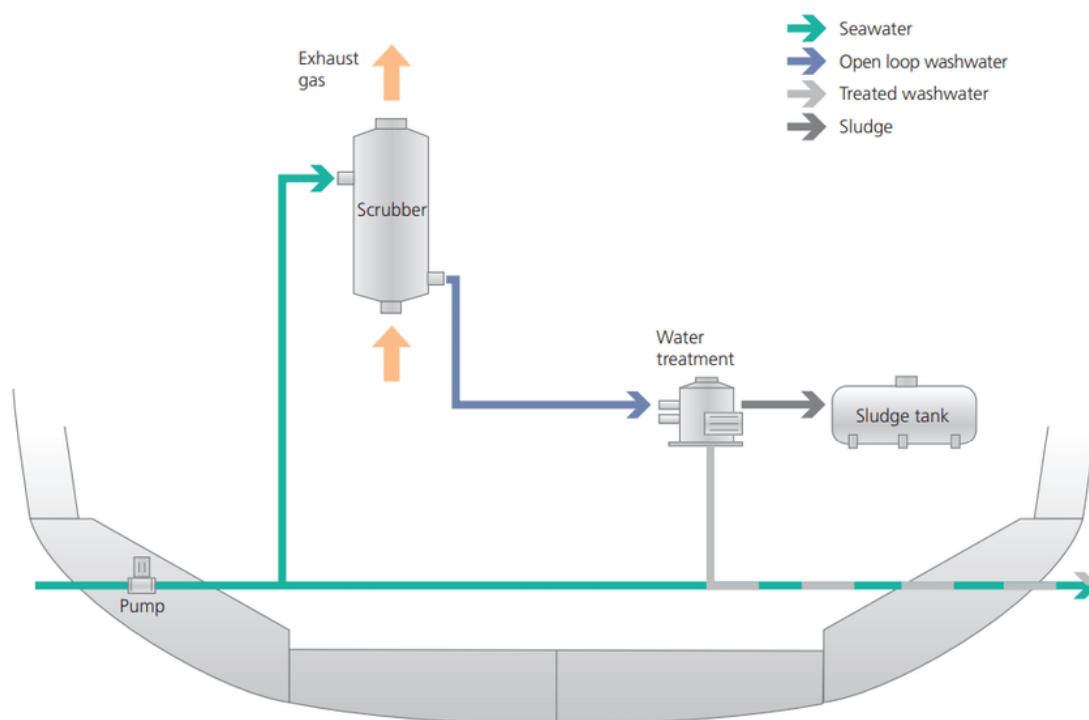 Seawater
Open loop washwater
Treated washwater
Sludge
Exhaust
gas
Scrubber
Water
treatment
Sludge tank
Pump